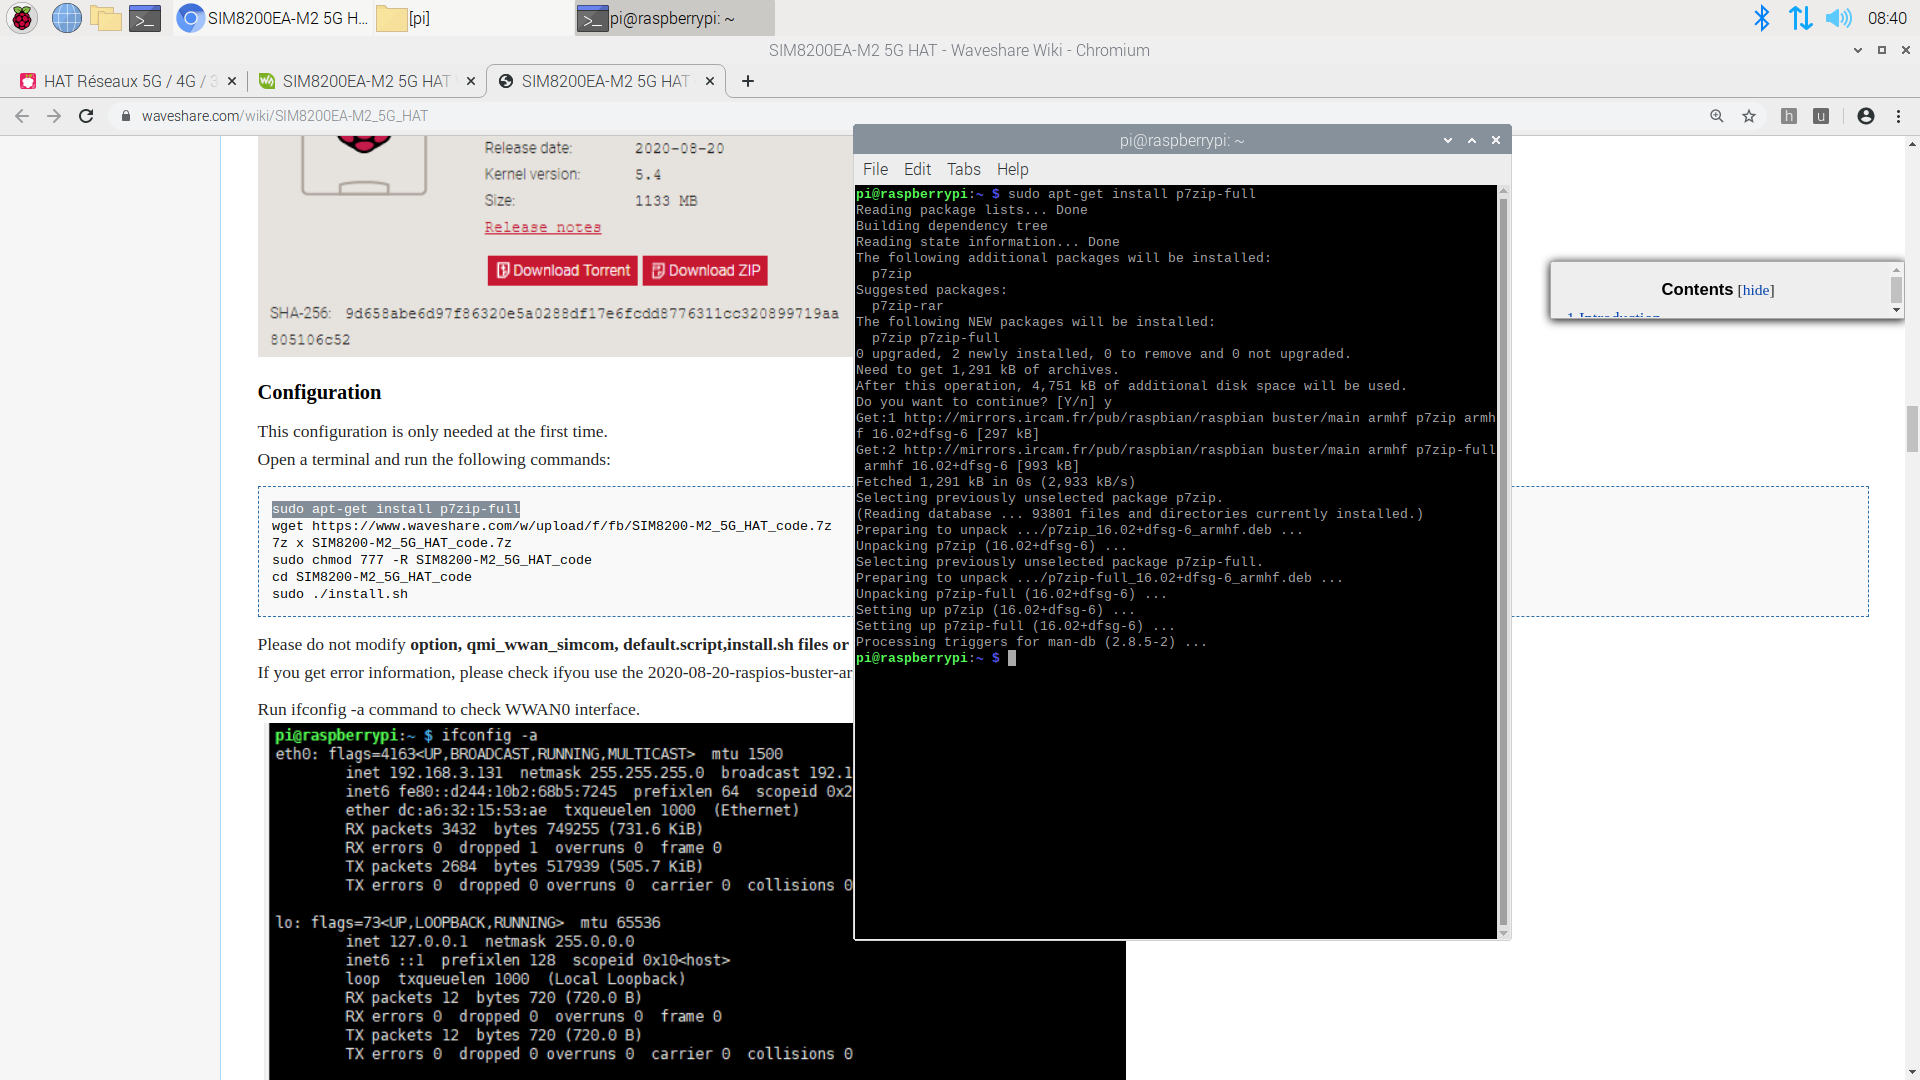 SIM8200EA-M2 5G H...
[pi]
pi@raspberrypi: ~
08:40
SIM8200EA-M2 5G HAT - Waveshare Wiki - Chromium
HAT Réseaux 5G / 4G / 3
SIM8200EA-M2 5G HAT
SIM8200EA-M2 5G HAT
waveshare.com/wiki/SIM8200EA-M2_5G_HAT
h
u
Release date: 2020-08-20
Kernel version: 5.4
Size: 1133 MB
Release notes
Download Torrent
Download ZIP
SHA-256: 9d658abe6d97f86320e5a0288df17e6fcdd8776311cc320899719aa
805106c52
Configuration
This configuration is only needed at the first time.
Open a terminal and run the following commands:
sudo apt-get install p7zip-full
wget https://www.waveshare.com/w/upload/f/fb/SIM8200-M2_5G_HAT_code.7z
7z x SIM8200-M2_5G_HAT_code.7z
sudo chmod 777 -R SIM8200-M2_5G_HAT_code
cd SIM8200-M2_5G_HAT_code
sudo ./install.sh
Please do not modify option, qmi_wwan_simcom, default.script,install.sh files or
If you get error information, please check ifyou use the 2020-08-20-raspios-buster-ar
Run ifconfig -a command to check WWAN0 interface.
pi@raspberrypi:~ $ ifconfig -a
eth0: flags=4163<UP,BROADCAST,RUNNING,MULTICAST> mtu 1500
inet 192.168.3.131 netmask 255.255.255.0 broadcast 192.1
inet6 fe80::d244:10b2:68b5:7245 prefixlen 64 scopeid 0x2
ether dc:a6:32:15:53:ae txqueuelen 1000 (Ethernet)
RX packets 3432 bytes 749255 (731.6 KiB)
RX errors 0 dropped 1 overruns 0 frame 0
TX packets 2684 bytes 517939 (505.7 KiB)
TX errors 0 dropped 0 overruns 0 carrier 0 collisions 0
lo: flags=73<UP,LOOPBACK,RUNNING> mtu 65536
inet 127.0.0.1 netmask 255.0.0.0
inet6 ::1 prefixlen 128 scopeid 0x10<host>
loop txqueuelen 1000 (Local Loopback)
RX packets 12 bytes 720 (720.0 B)
RX errors 0 dropped 0 overruns 0 frame 0
TX packets 12 bytes 720 (720.0 B)
TX errors 0 dropped 0 overruns 0 carrier 0 collisions 0
pi@raspberrypi: ~
File Edit Tabs Help
pi@raspberrypi:~ $ sudo apt-get install p7zip-full
Reading package lists... Done
Building dependency tree
Reading state information... Done
The following additional packages will be installed:
p7zip
Suggested packages:
p7zip-rar
The following NEW packages will be installed:
p7zip p7zip-full
0 upgraded, 2 newly installed, 0 to remove and 0 not upgraded.
Need to get 1,291 kB of archives.
After this operation, 4,751 kB of additional disk space will be used.
Do you want to continue? [Y/n] y
Get:1 http://mirrors.ircam.fr/pub/raspbian/raspbian buster/main armhf p7zip armh
f 16.02+dfsg-6 [297 kB]
Get:2 http://mirrors.ircam.fr/pub/raspbian/raspbian buster/main armhf p7zip-full
armhf 16.02+dfsg-6 [993 kB]
Fetched 1,291 kB in 0s (2,933 kB/s)
Selecting previously unselected package p7zip.
(Reading database ... 93801 files and directories currently installed.)
Preparing to unpack .../p7zip_16.02+dfsg-6_armhf.deb ...
Unpacking p7zip (16.02+dfsg-6) ...
Selecting previously unselected package p7zip-full.
Preparing to unpack .../p7zip-full_16.02+dfsg-6_armhf.deb ...
Unpacking p7zip-full (16.02+dfsg-6) ...
Setting up p7zip (16.02+dfsg-6) ...
Setting up p7zip-full (16.02+dfsg-6) ...
Processing triggers for man-db (2.8.5-2) ...
pi@raspberrypi:~ $
Contents [hide]
1 Introduction